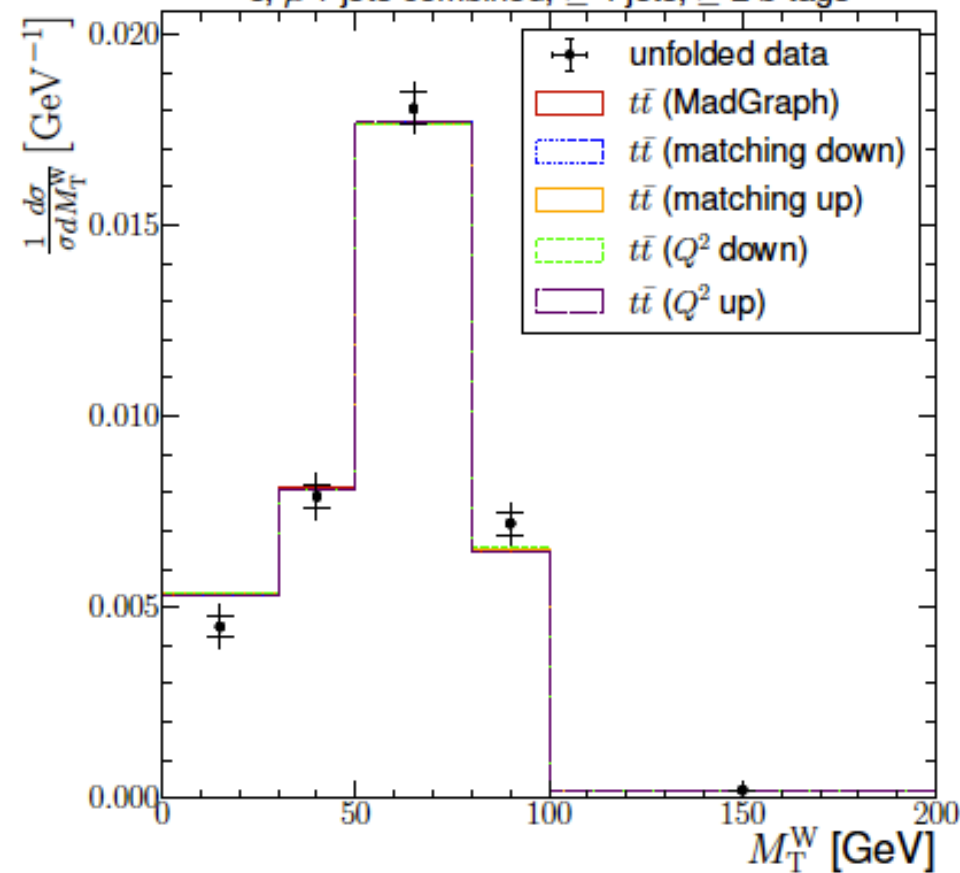 0.020
0.015
0.010
0.005
0.000
1/σ dσ/dM_T^W [GeV⁻¹]
unfolded data
tt̄ (MadGraph)
tt̄ (matching down)
tt̄ (matching up)
tt̄ (Q² down)
tt̄ (Q² up)
0 50 100 150 200
M_T^W [GeV]